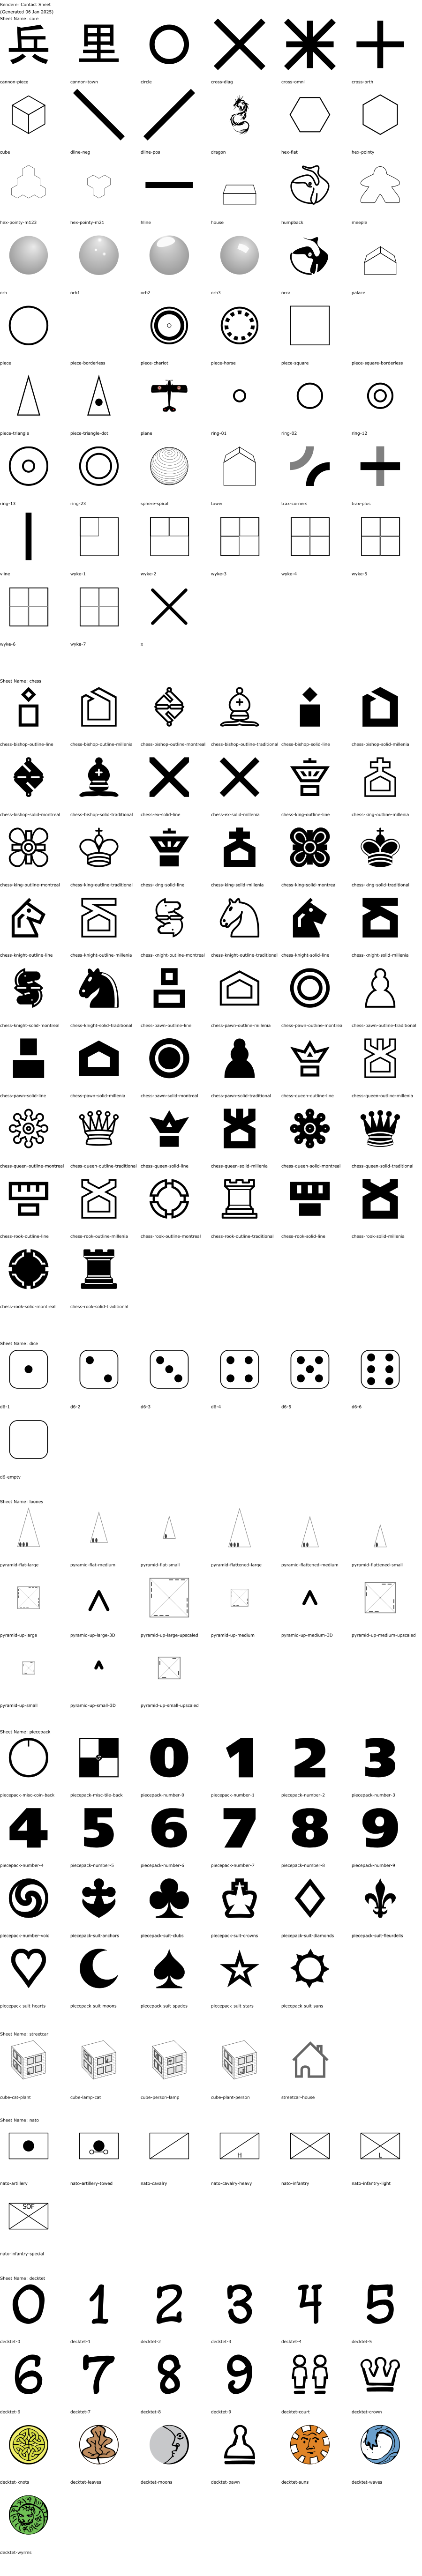 Renderer Contact Sheet
(Generated 06 Jan 2025)
Sheet Name: core
兵 里
cannon-piece cannon-town circle cross-diag cross-omni cross-orth
cube dline-neg dline-pos dragon hex-flat hex-pointy
hex-pointy-m123 hex-pointy-m21 hline house humpback meeple
orb orb1 orb2 orb3 orca palace
piece piece-borderless piece-chariot piece-horse piece-square piece-square-borderless
piece-triangle piece-triangle-dot plane ring-01 ring-02 ring-12
ring-13 ring-23 sphere-spiral tower trax-corners trax-plus
vline wyke-1 wyke-2 wyke-3 wyke-4 wyke-5
wyke-6 wyke-7 x
Sheet Name: chess
chess-bishop-outline-line chess-bishop-outline-millenia chess-bishop-outline-montreal chess-bishop-outline-traditional chess-bishop-solid-line chess-bishop-solid-millenia
chess-bishop-solid-montreal chess-bishop-solid-traditional chess-ex-solid-line chess-ex-solid-millenia chess-king-outline-line chess-king-outline-millenia
chess-king-outline-montreal chess-king-outline-traditional chess-king-solid-line chess-king-solid-millenia chess-king-solid-montreal chess-king-solid-traditional
chess-knight-outline-line chess-knight-outline-millenia chess-knight-outline-montreal chess-knight-outline-traditional chess-knight-solid-line chess-knight-solid-millenia
chess-knight-solid-montreal chess-knight-solid-traditional chess-pawn-outline-line chess-pawn-outline-millenia chess-pawn-outline-montreal chess-pawn-outline-traditional
chess-pawn-solid-line chess-pawn-solid-millenia chess-pawn-solid-montreal chess-pawn-solid-traditional chess-queen-outline-line chess-queen-outline-millenia
chess-queen-outline-montreal chess-queen-outline-traditional chess-queen-solid-line chess-queen-solid-millenia chess-queen-solid-montreal chess-queen-solid-traditional
chess-rook-outline-line chess-rook-outline-millenia chess-rook-outline-montreal chess-rook-outline-traditional chess-rook-solid-line chess-rook-solid-millenia
chess-rook-solid-montreal chess-rook-solid-traditional
Sheet Name: dice
d6-1 d6-2 d6-3 d6-4 d6-5 d6-6
d6-empty
Sheet Name: looney
pyramid-flat-large pyramid-flat-medium pyramid-flat-small pyramid-flattened-large pyramid-flattened-medium pyramid-flattened-small
pyramid-up-large pyramid-up-large-3D pyramid-up-large-upscaled pyramid-up-medium pyramid-up-medium-3D pyramid-up-medium-upscaled
pyramid-up-small pyramid-up-small-3D pyramid-up-small-upscaled
Sheet Name: piecepack
0 1 2 3
piecepack-misc-coin-back piecepack-misc-tile-back piecepack-number-0 piecepack-number-1 piecepack-number-2 piecepack-number-3
4 5 6 7 8 9
piecepack-number-4 piecepack-number-5 piecepack-number-6 piecepack-number-7 piecepack-number-8 piecepack-number-9
piecepack-number-void piecepack-suit-anchors piecepack-suit-clubs piecepack-suit-crowns piecepack-suit-diamonds piecepack-suit-fleurdelis
piecepack-suit-hearts piecepack-suit-moons piecepack-suit-spades piecepack-suit-stars piecepack-suit-suns
Sheet Name: streetcar
cube-cat-plant cube-lamp-cat cube-person-lamp cube-plant-person streetcar-house
Sheet Name: nato
H L
nato-artillery nato-artillery-towed nato-cavalry nato-cavalry-heavy nato-infantry nato-infantry-light
SOF
nato-infantry-special
Sheet Name: decktet
0 1 2 3 4 5
decktet-0 decktet-1 decktet-2 decktet-3 decktet-4 decktet-5
6 7 8 9
decktet-6 decktet-7 decktet-8 decktet-9 decktet-court decktet-crown
decktet-knots decktet-leaves decktet-moons decktet-pawn decktet-suns decktet-waves
decktet-wyrms